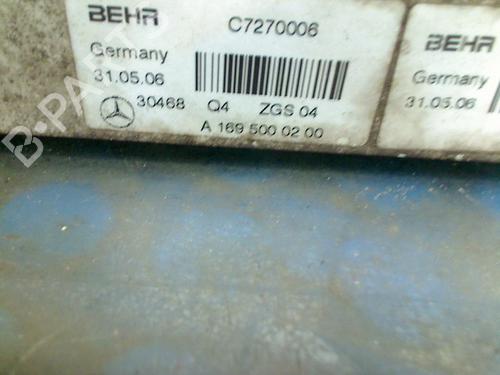 BEHR
C7270006
Germany
31.05.06
30468 Q4 ZGS 04
A 169 500 02 00
BEHR
Germany
31.05.06
B-PARTS